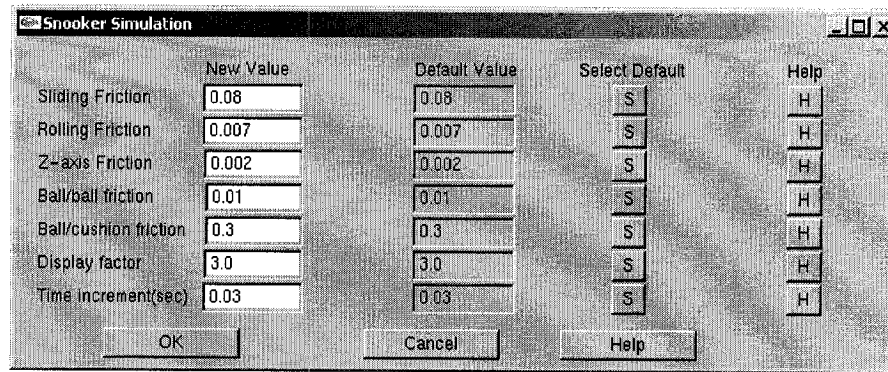 Snooker Simulation
New Value Default Value Select Default Help
Sliding Friction 0.08 0.08 S H
Rolling Friction 0.007 0.007 S H
Z-axis Friction 0.002 0.002 S H
Ball/ball friction 0.01 0.01 S H
Ball/cushion friction 0.3 0.3 S H
Display factor 3.0 3.0 S H
Time increment(sec) 0.03 0.03 S H
OK Cancel Help